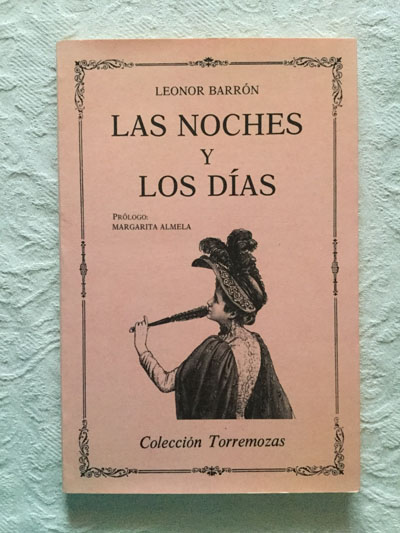 LEONOR BARRÓN
LAS NOCHES
Y
LOS DÍAS
PRÓLOGO:
MARGARITA ALMELA
Colección Torremozas